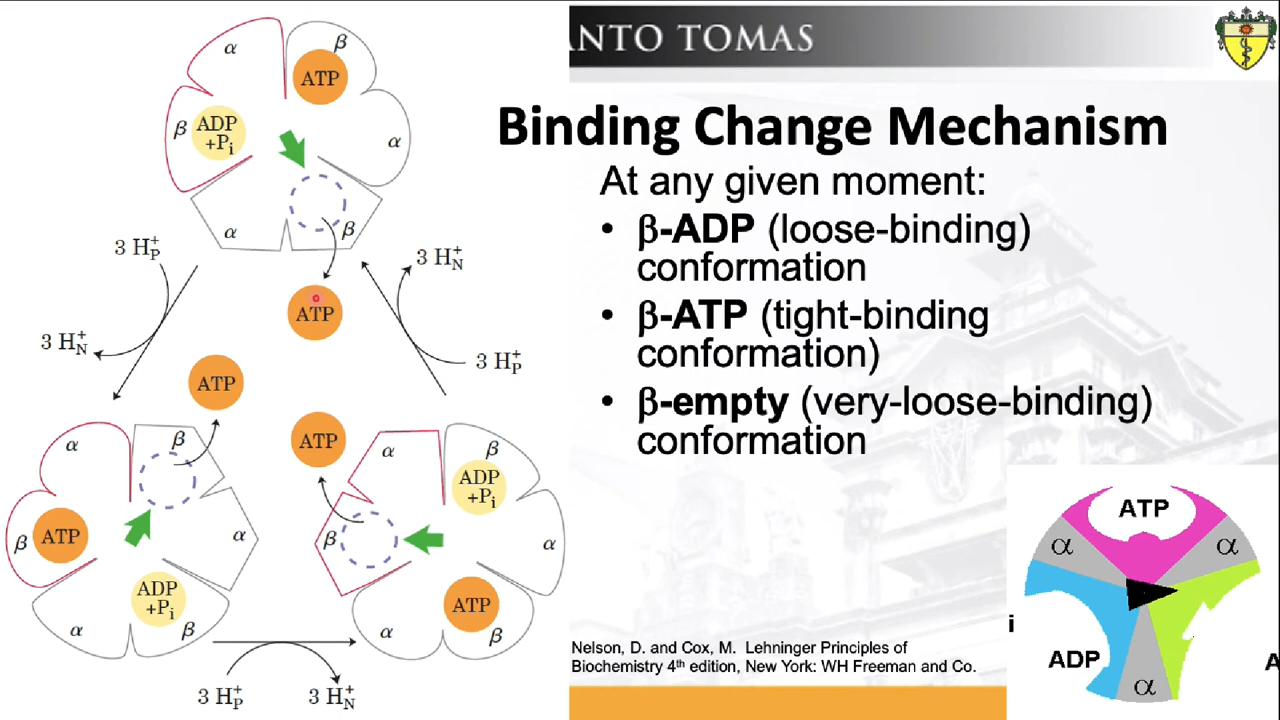 ANTO TOMAS
Binding Change Mechanism
At any given moment:
• β-ADP (loose-binding)
conformation
• β-ATP (tight-binding
conformation)
• β-empty (very-loose-binding)
conformation
Nelson, D. and Cox, M. Lehninger Principles of
Biochemistry 4th edition, New York: WH Freeman and Co.
α
β
ATP
β
ADP
+Pi
α
α
β
ATP
3 H+P
3 H+N
3 H+N
3 H+P
ATP
α
β
β
ATP
α
ADP
+Pi
α
β
ATP
α
β
ADP
+Pi
β
α
ATP
α
β
3 H+P
3 H+N
ATP
α
α
i
ADP
α
A